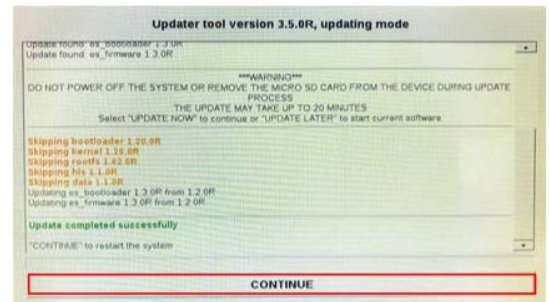 Updater tool version 3.5.0R, updating mode
Update found: es_bootloader 1.3.0R
Update found: es_firmware 1.3.0R
***WARNING***
DO NOT POWER OFF THE SYSTEM OR REMOVE THE MICRO SD CARD FROM THE DEVICE DURING UPDATE
PROCESS
THE UPDATE MAY TAKE UP TO 20 MINUTES
Select "UPDATE NOW" to continue or "UPDATE LATER" to start current software
Skipping bootloader 1.20.0R
Skipping kernel 1.26.0R
Skipping rootfs 1.42.0R
Skipping his 1.1.0R
Skipping data 1.1.0R
Updating es_bootloader 1.3.0R from 1.2.0R
Updating es_firmware 1.3.0R from 1.2.0R
Update completed successfully
"CONTINUE" to restart the system
CONTINUE